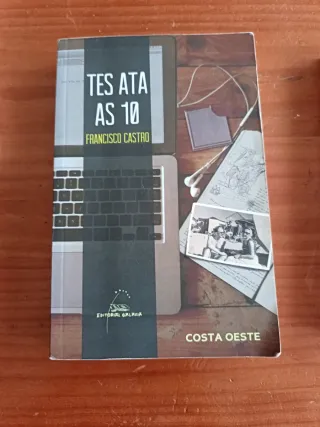 TES ATA
AS 10
FRANCISCO CASTRO
EDITORIAL GALAXIA
COSTA OESTE